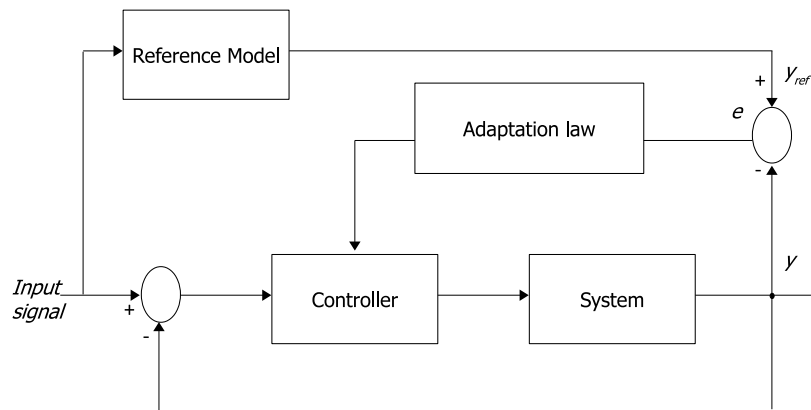 Reference Model
+
y_ref
e
Adaptation law
-
Input
signal
+
-
Controller
System
y